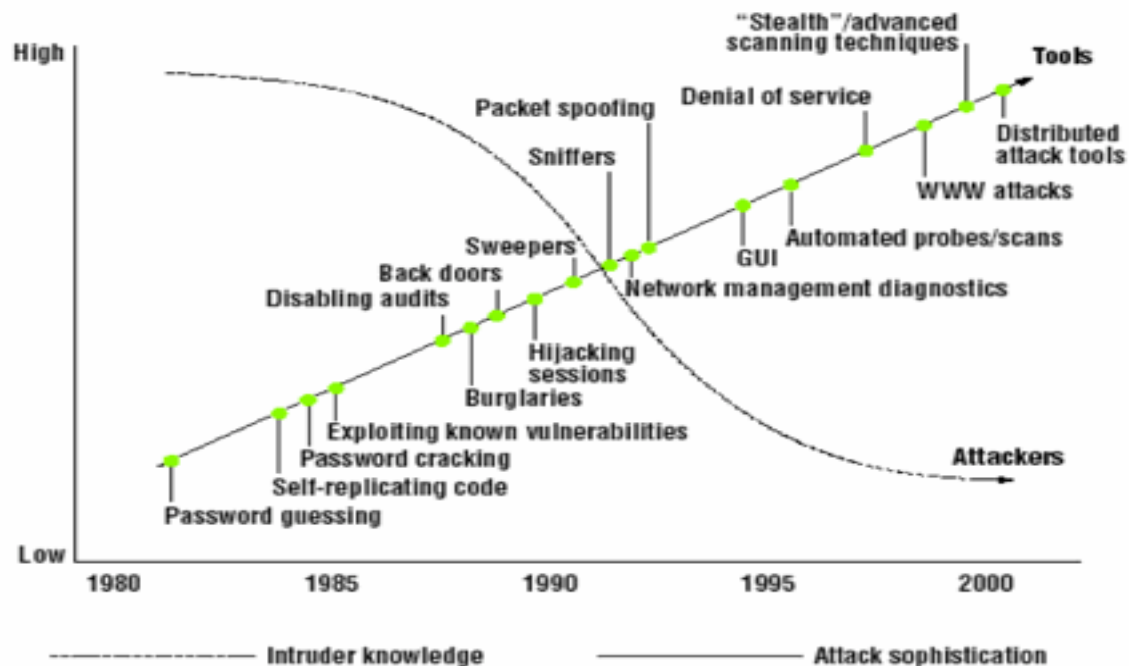 "Stealth"/advanced
scanning techniques
High
Tools
Packet spoofing
Denial of service
Sniffers
Distributed
attack tools
WWW attacks
Sweepers
Automated probes/scans
GUI
Back doors
Network management diagnostics
Disabling audits
Hijacking
sessions
Burglaries
Exploiting known vulnerabilities
Password cracking
Attackers
Self-replicating code
Password guessing
Low
1980 1985 1990 1995 2000
Intruder knowledge Attack sophistication